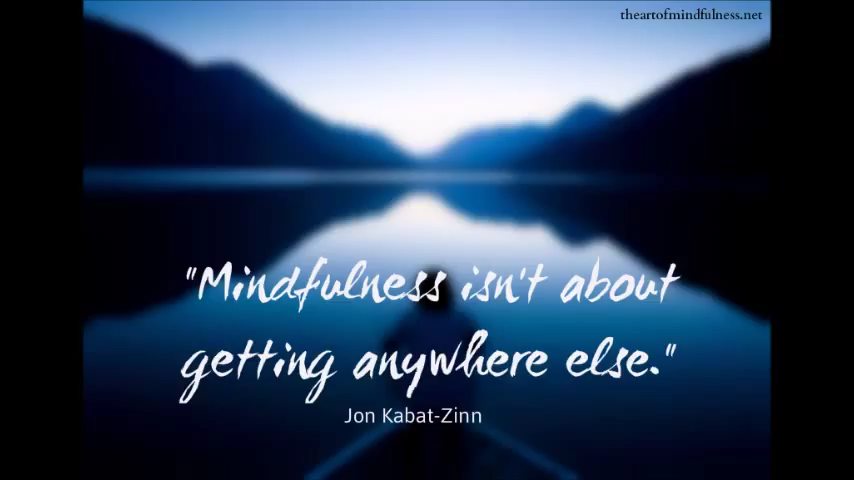 theartofmindfulness.net
"Mindfulness isn't about
getting anywhere else."
Jon Kabat-Zinn